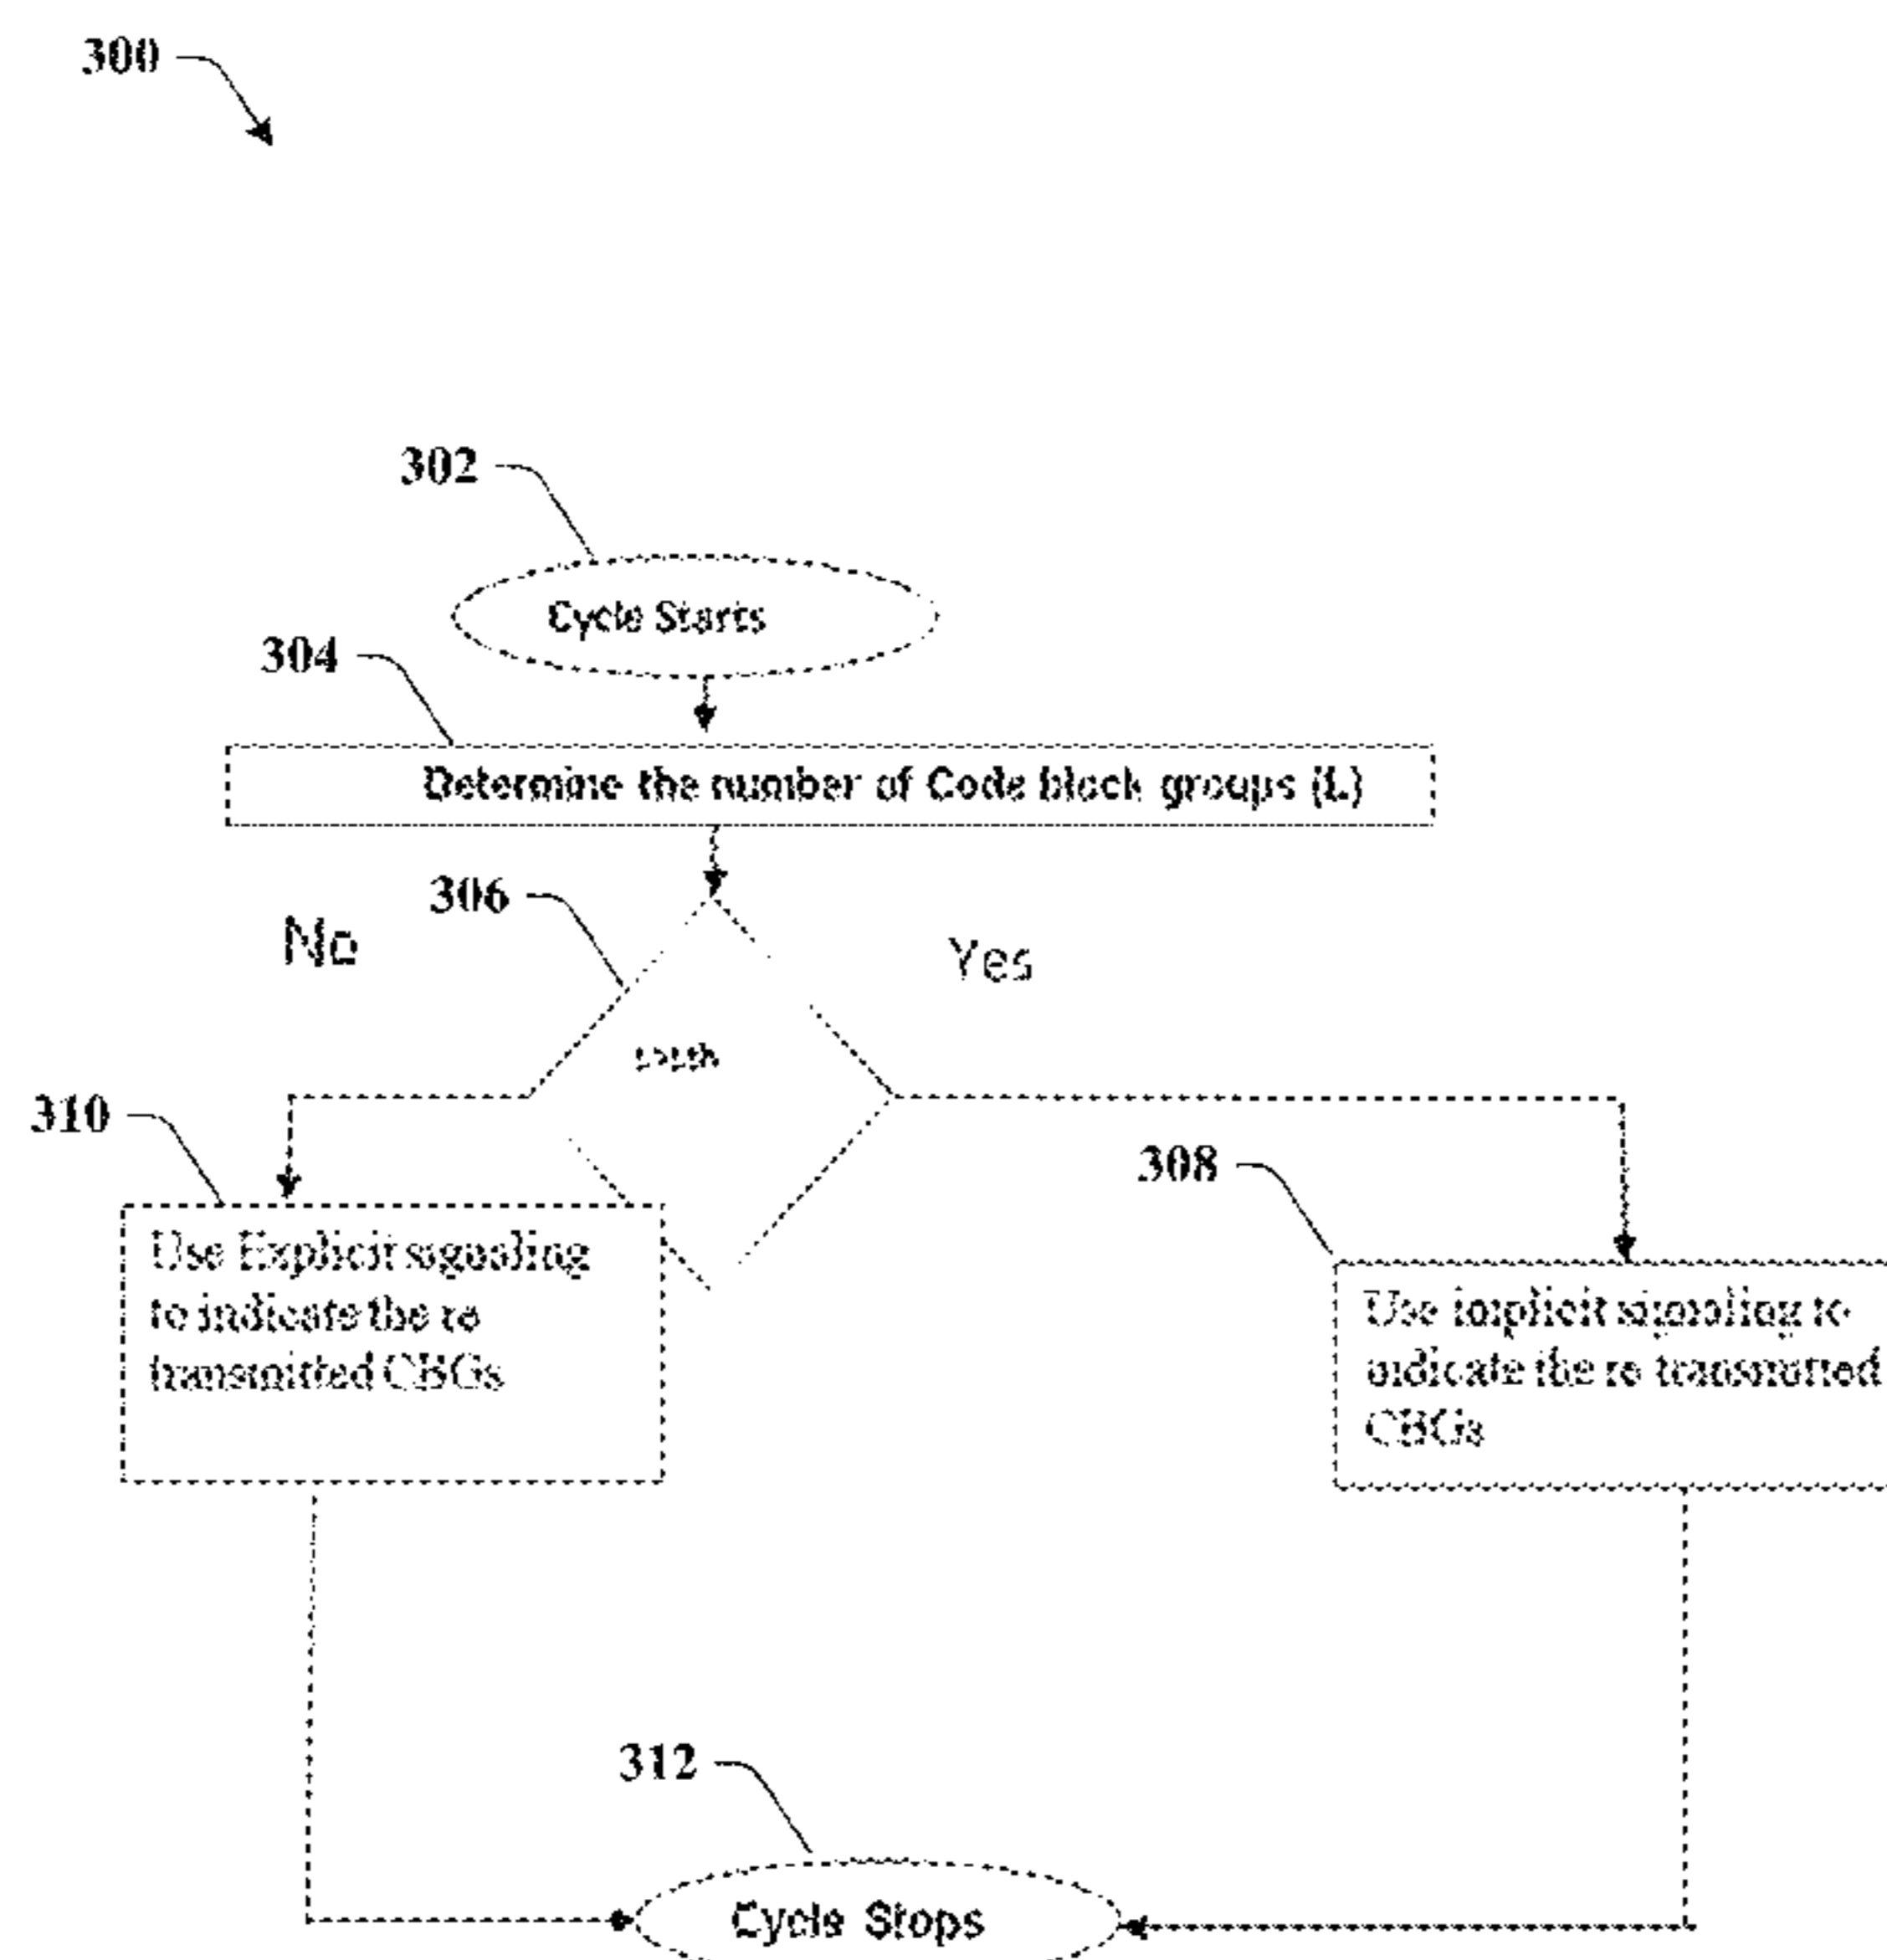 300
302
Cycle Starts
304
Determine the number of Code block groups (L)
306
No
Yes
310
308
Use Explicit signaling
to indicate the re
transmitted CBGs
Use implicit signaling to
indicate the re transmitted
CBGs
312
Cycle Stops